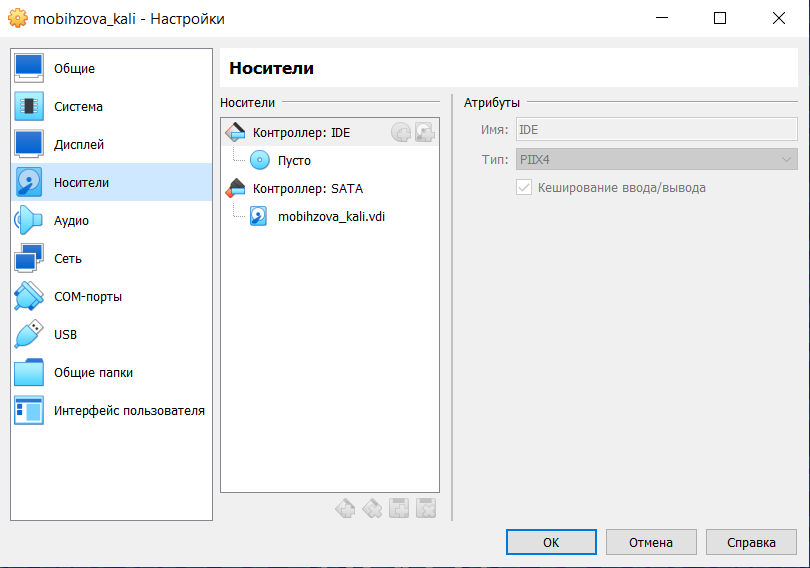 mobihzova_kali - Настройки
Общие
Система
Дисплей
Носители
Аудио
Сеть
COM-порты
USB
Общие папки
Интерфейс пользователя
Носители
Носители
Контроллер: IDE
Пусто
Контроллер: SATA
mobihzova_kali.vdi
Атрибуты
Имя: IDE
Тип: PIIX4
Кеширование ввода/вывода
ОК
Отмена
Справка